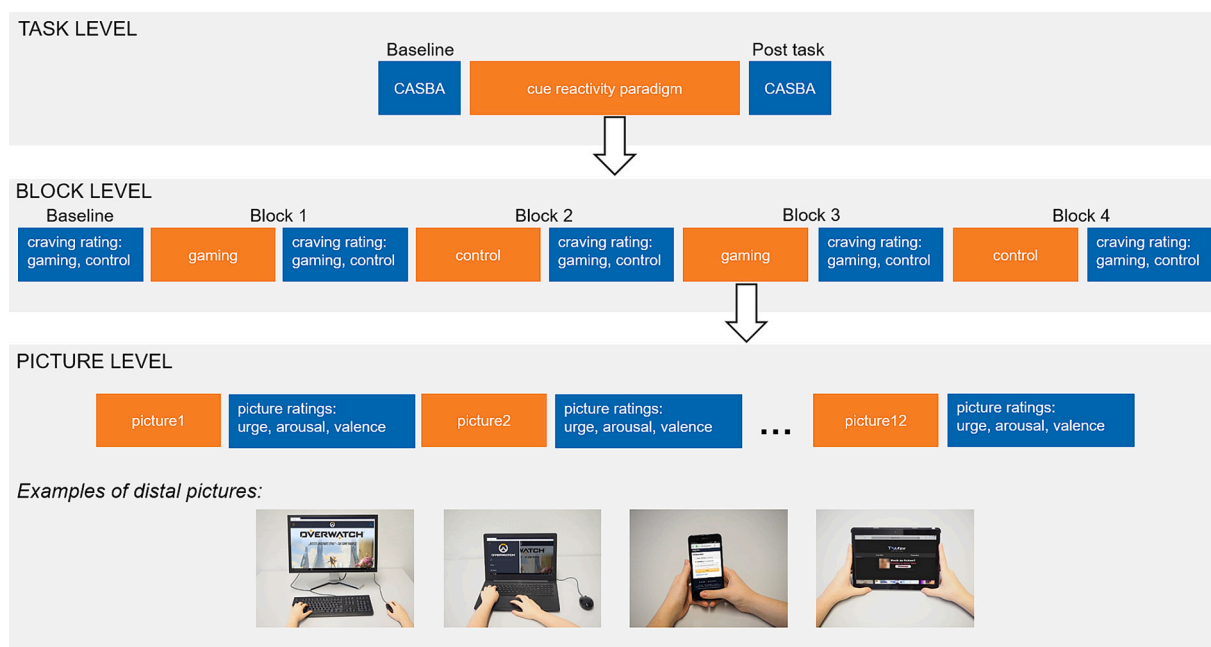 TASK LEVEL
Baseline
Post task
CASBA
cue reactivity paradigm
CASBA
BLOCK LEVEL
Baseline
Block 1
Block 2
Block 3
Block 4
craving rating:
gaming, control
gaming
craving rating:
gaming, control
control
craving rating:
gaming, control
gaming
craving rating:
gaming, control
control
craving rating:
gaming, control
PICTURE LEVEL
picture1
picture ratings:
urge, arousal, valence
picture2
picture ratings:
urge, arousal, valence
...
picture12
picture ratings:
urge, arousal, valence
Examples of distal pictures:
OVERWATCH
OVERWATCH